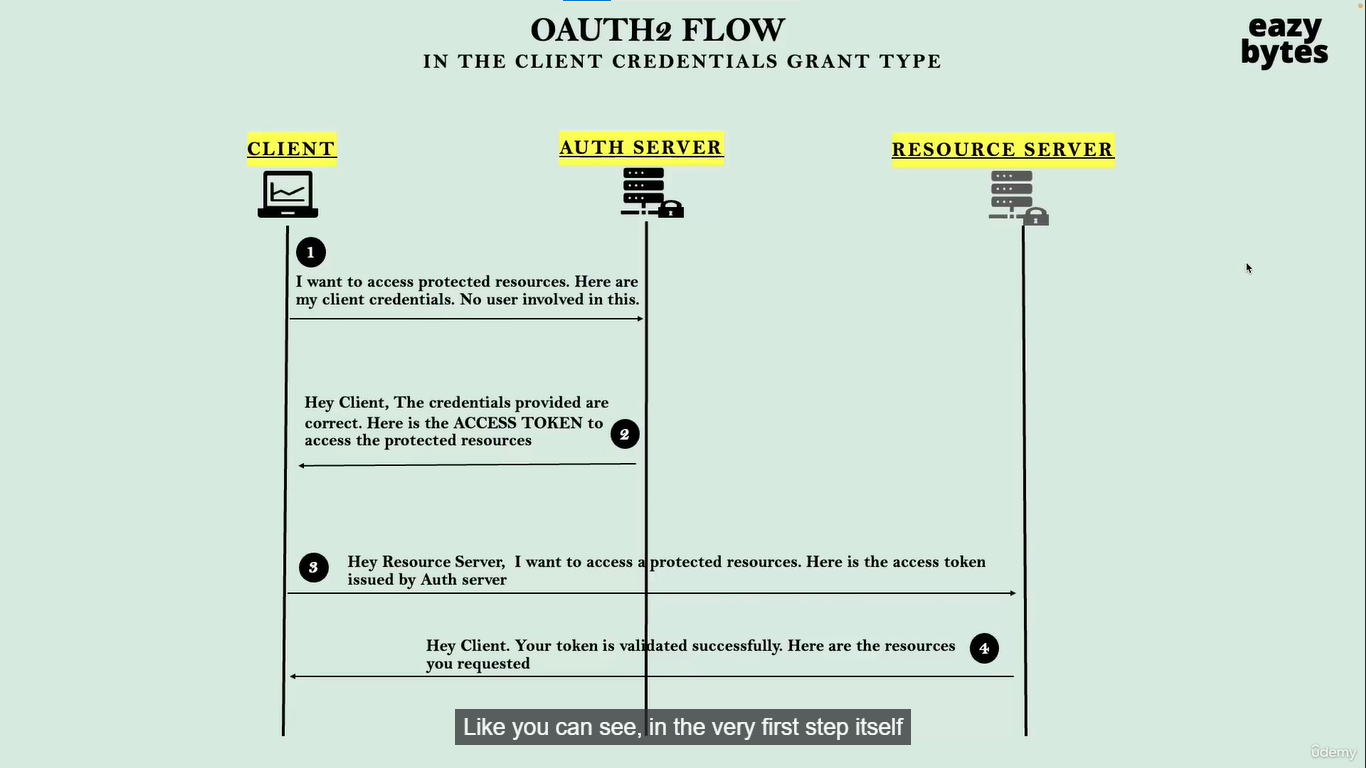 OAUTH2 FLOW
IN THE CLIENT CREDENTIALS GRANT TYPE
eazy
bytes
CLIENT
AUTH SERVER
RESOURCE SERVER
1
I want to access protected resources. Here are
my client credentials. No user involved in this.
Hey Client, The credentials provided are
correct. Here is the ACCESS TOKEN to
access the protected resources
2
3
Hey Resource Server, I want to access a protected resources. Here is the access token
issued by Auth server
Hey Client. Your token is validated successfully. Here are the resources
you requested
4
Like you can see, in the very first step itself
ûdemy